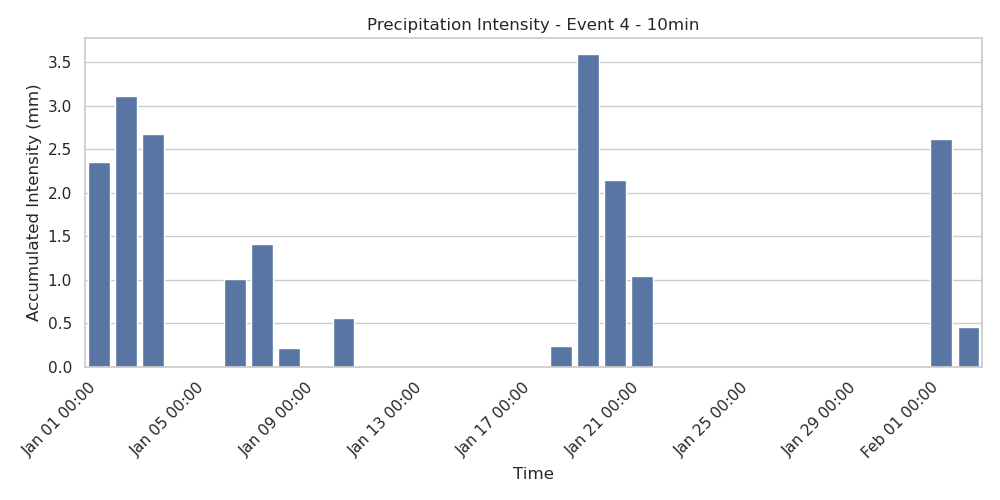 Precipitation Intensity - Event 4 - 10min
Accumulated Intensity (mm)
3.5
3.0
2.5
2.0
1.5
1.0
0.5
0.0
Jan 01 00:00
Jan 05 00:00
Jan 09 00:00
Jan 13 00:00
Jan 17 00:00
Jan 21 00:00
Jan 25 00:00
Jan 29 00:00
Feb 01 00:00
Time